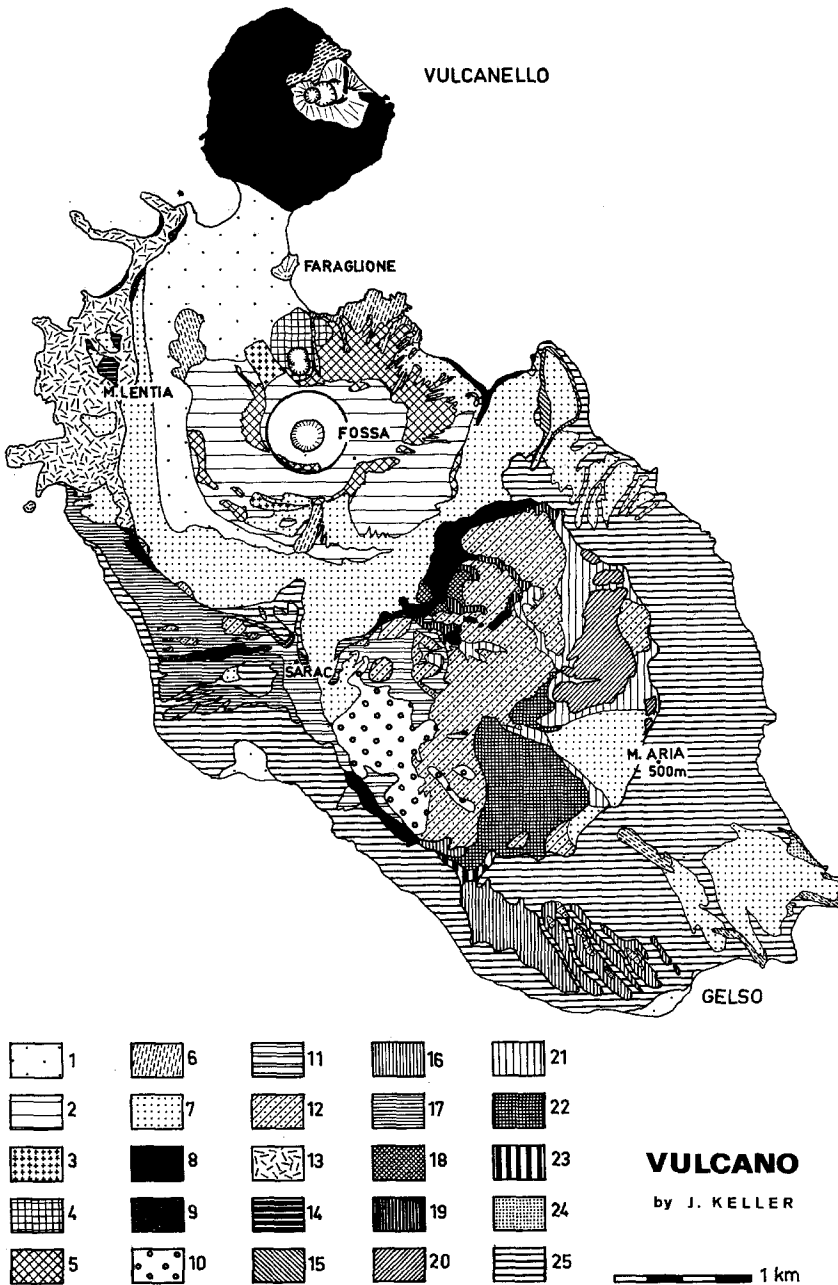 VULCANELLO
FARAGLIONE
M. LENTIA
FOSSA
SARAC
M. ARIA
500m
GELSO
1 6 11 16 21
2 7 12 17 22
3 8 13 18 23
4 9 14 19 24
5 10 15 20 25
VULCANO
by J. KELLER
1 km